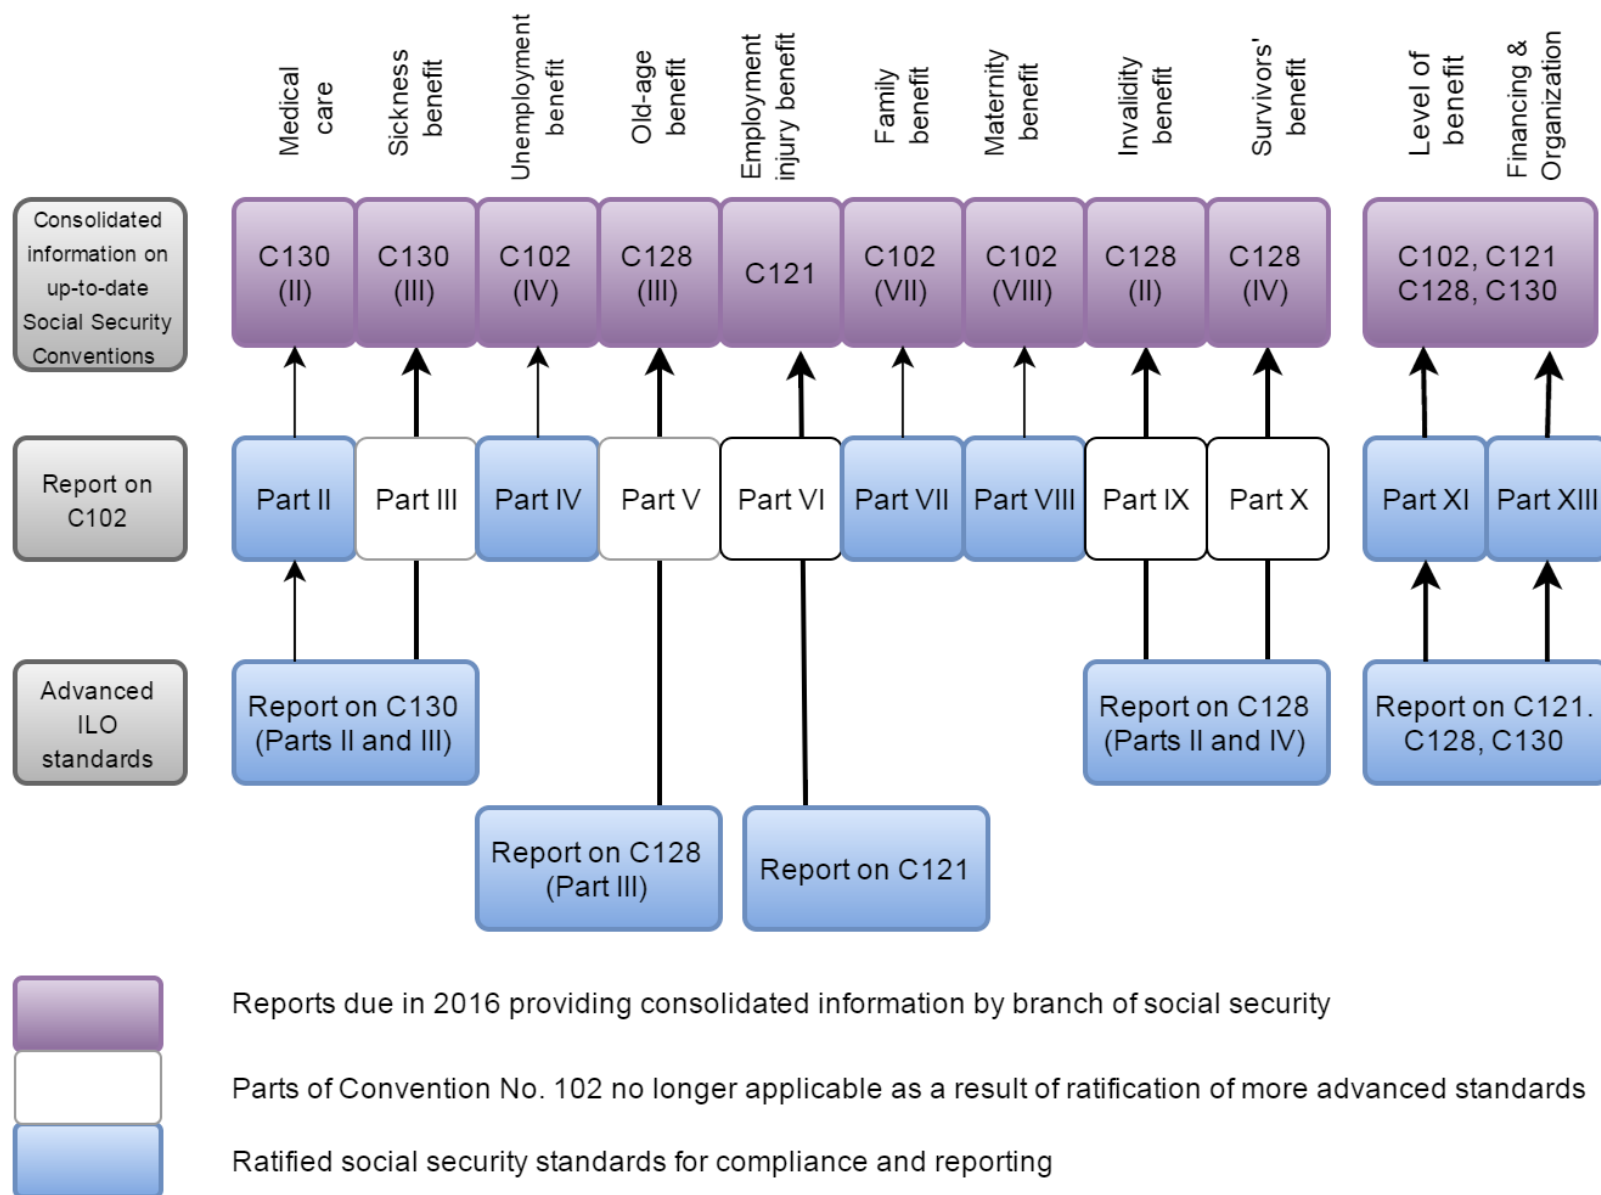 Medical
care
Sickness
benefit
Unemployment
benefit
Old-age
benefit
Employment
injury benefit
Family
benefit
Maternity
benefit
Invalidity
benefit
Survivors'
benefit
Level of
benefit
Financing &
Organization
Consolidated
information on
up-to-date
Social Security
Conventions
C130
(II)
C130
(III)
C102
(IV)
C128
(III)
C121
C102
(VII)
C102
(VIII)
C128
(II)
C128
(IV)
C102, C121
C128, C130
Report on
C102
Part II
Part III
Part IV
Part V
Part VI
Part VII
Part VIII
Part IX
Part X
Part XI
Part XIII
Advanced
ILO
standards
Report on C130
(Parts II and III)
Report on C128
(Parts II and IV)
Report on C121.
C128, C130
Report on C128
(Part III)
Report on C121
Reports due in 2016 providing consolidated information by branch of social security
Parts of Convention No. 102 no longer applicable as a result of ratification of more advanced standards
Ratified social security standards for compliance and reporting